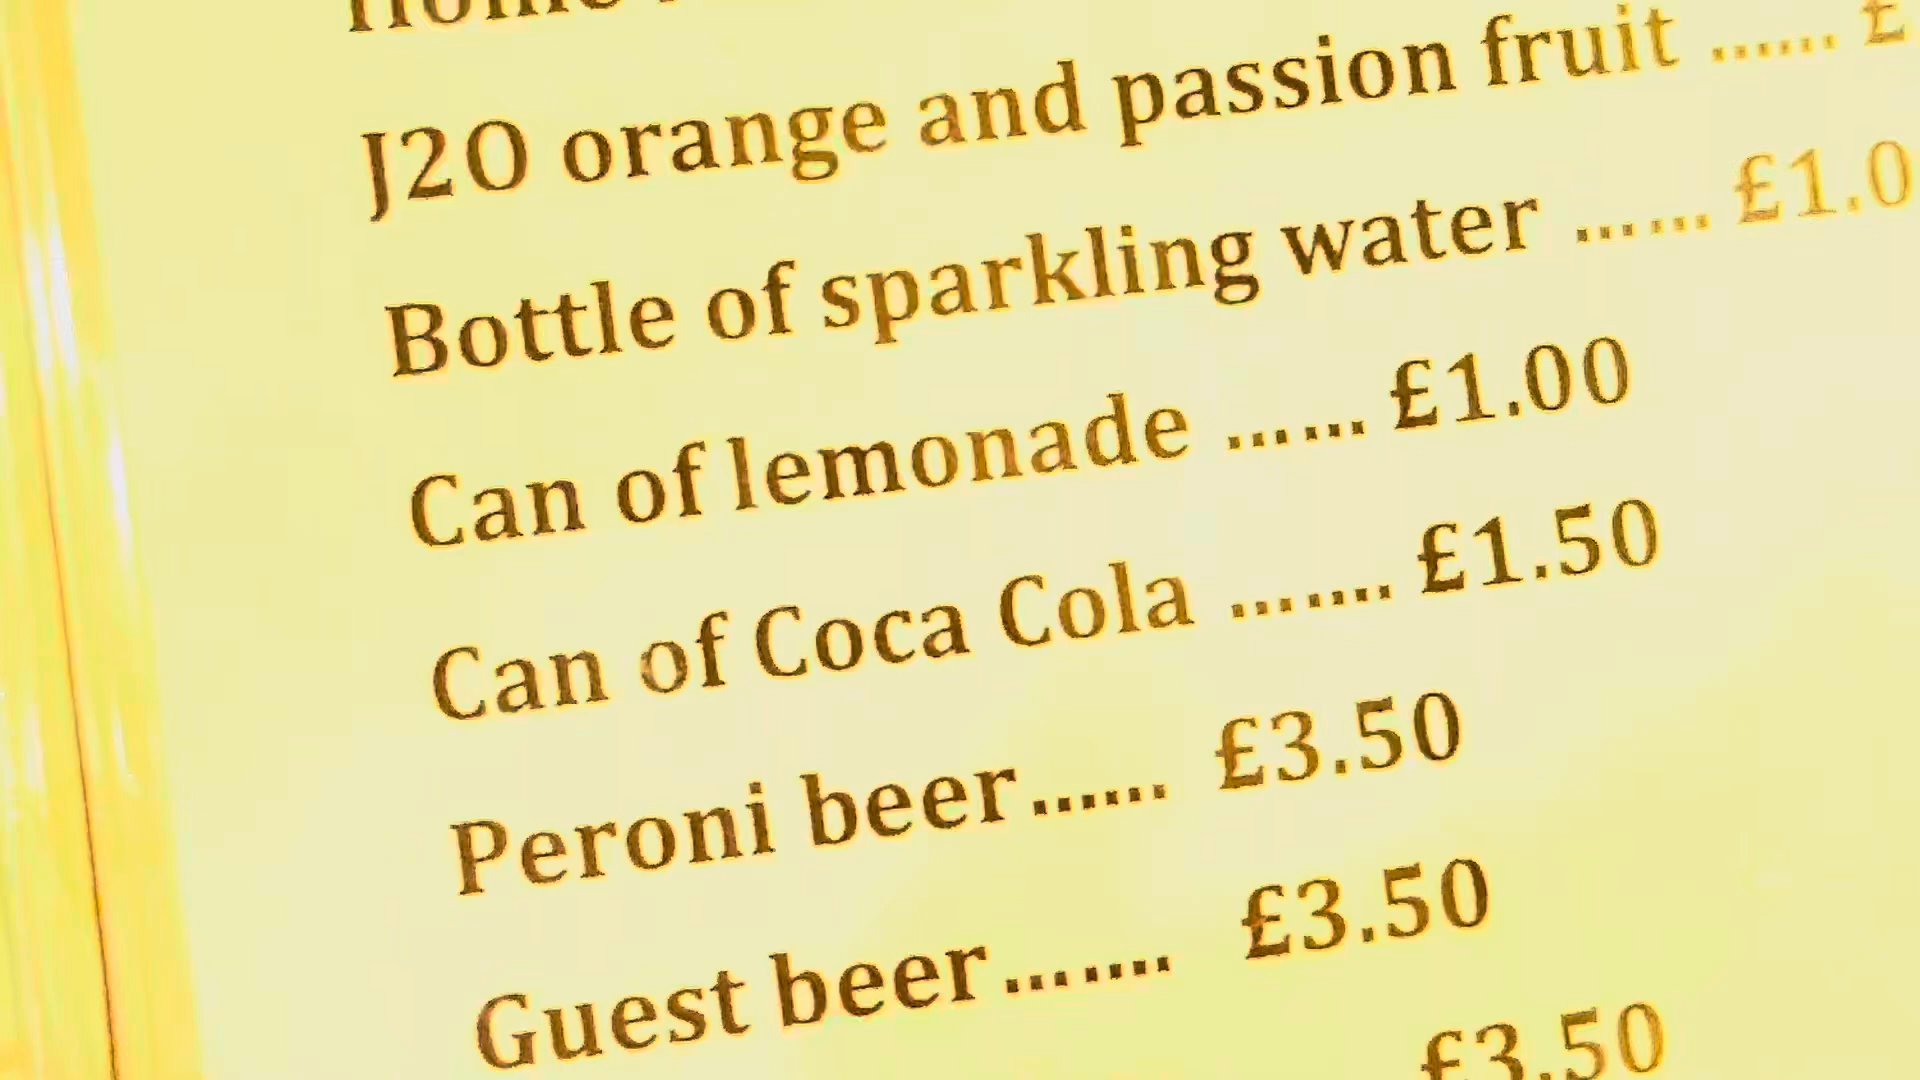 J2O orange and passion fruit ...... £
Bottle of sparkling water ...... £1.0
Can of lemonade ...... £1.00
Can of Coca Cola ....... £1.50
Peroni beer...... £3.50
Guest beer....... £3.50
£3.50